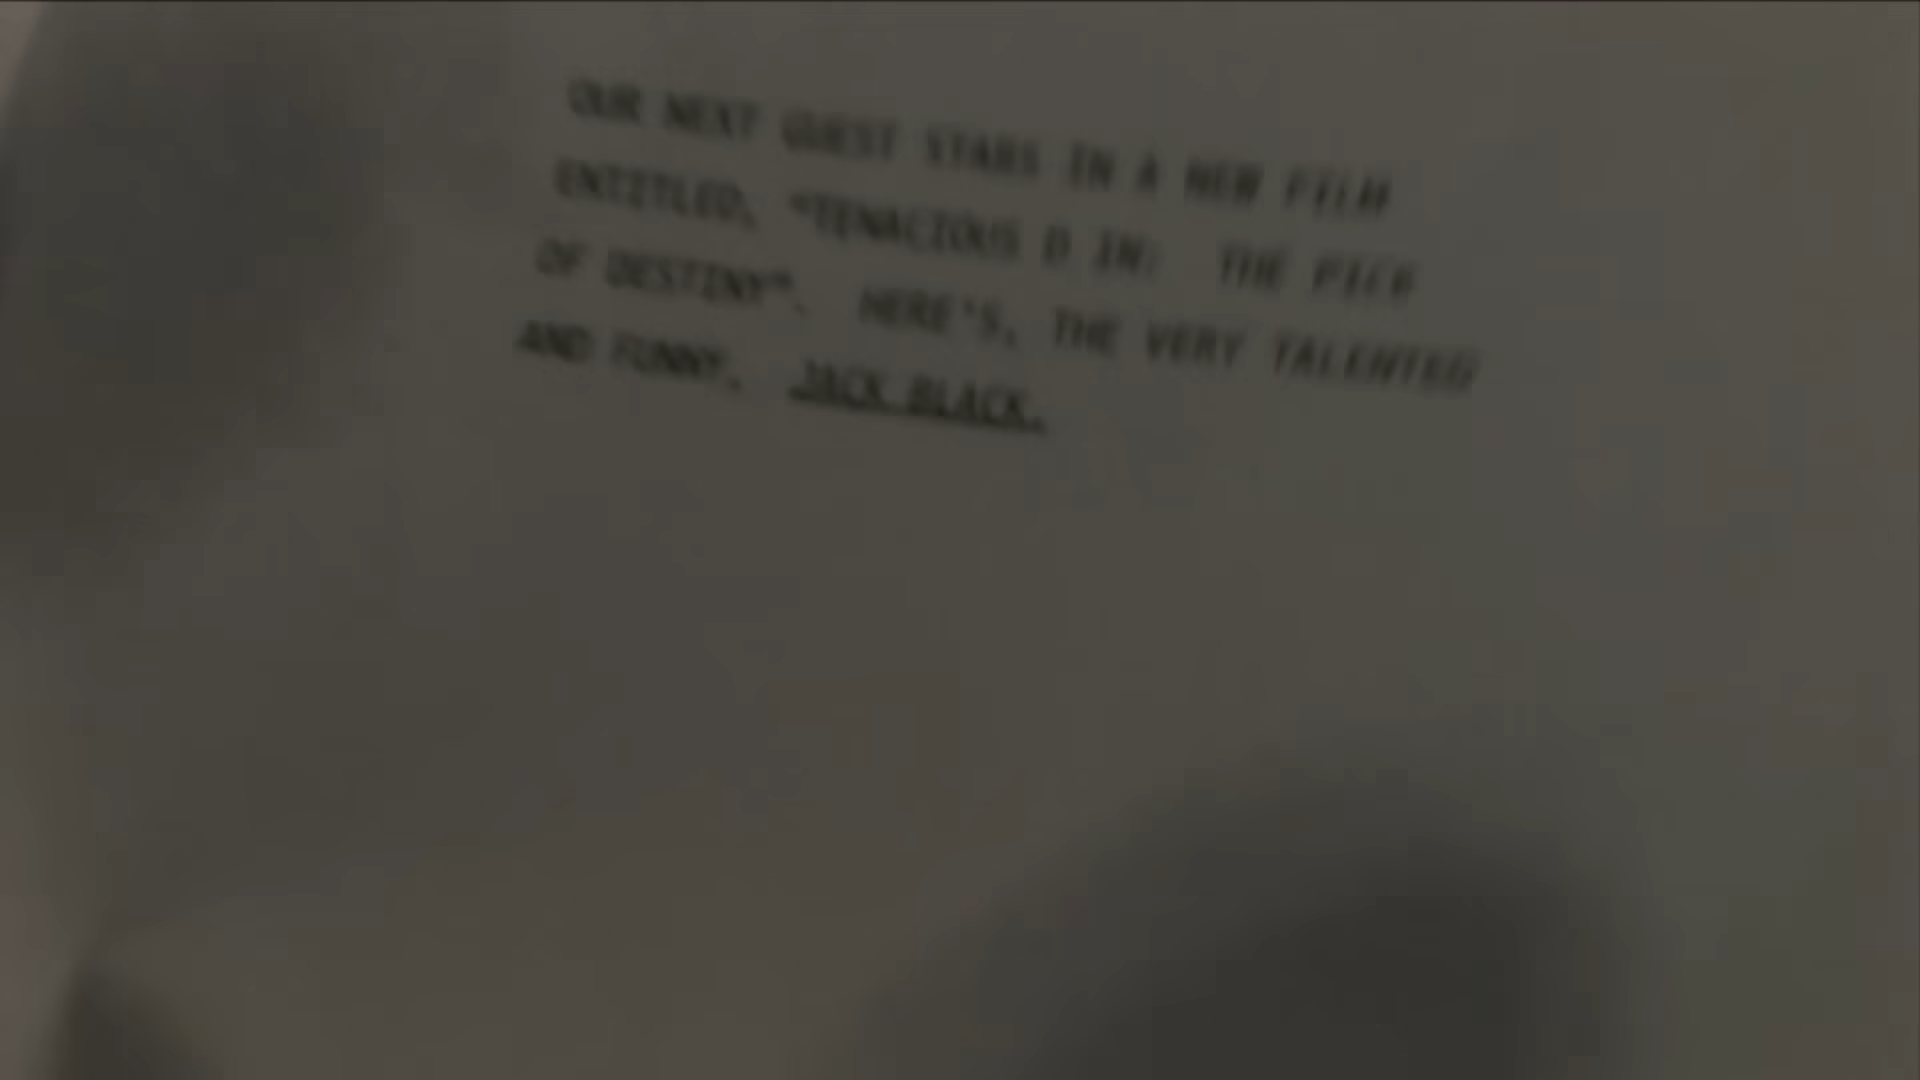 OUR NEXT GUEST STARS IN A NEW FILM
ENTITLED, "TENACIOUS D IN: THE PICK
OF DESTINY". HERE'S, THE VERY TALENTED
AND FUNNY, JACK BLACK.